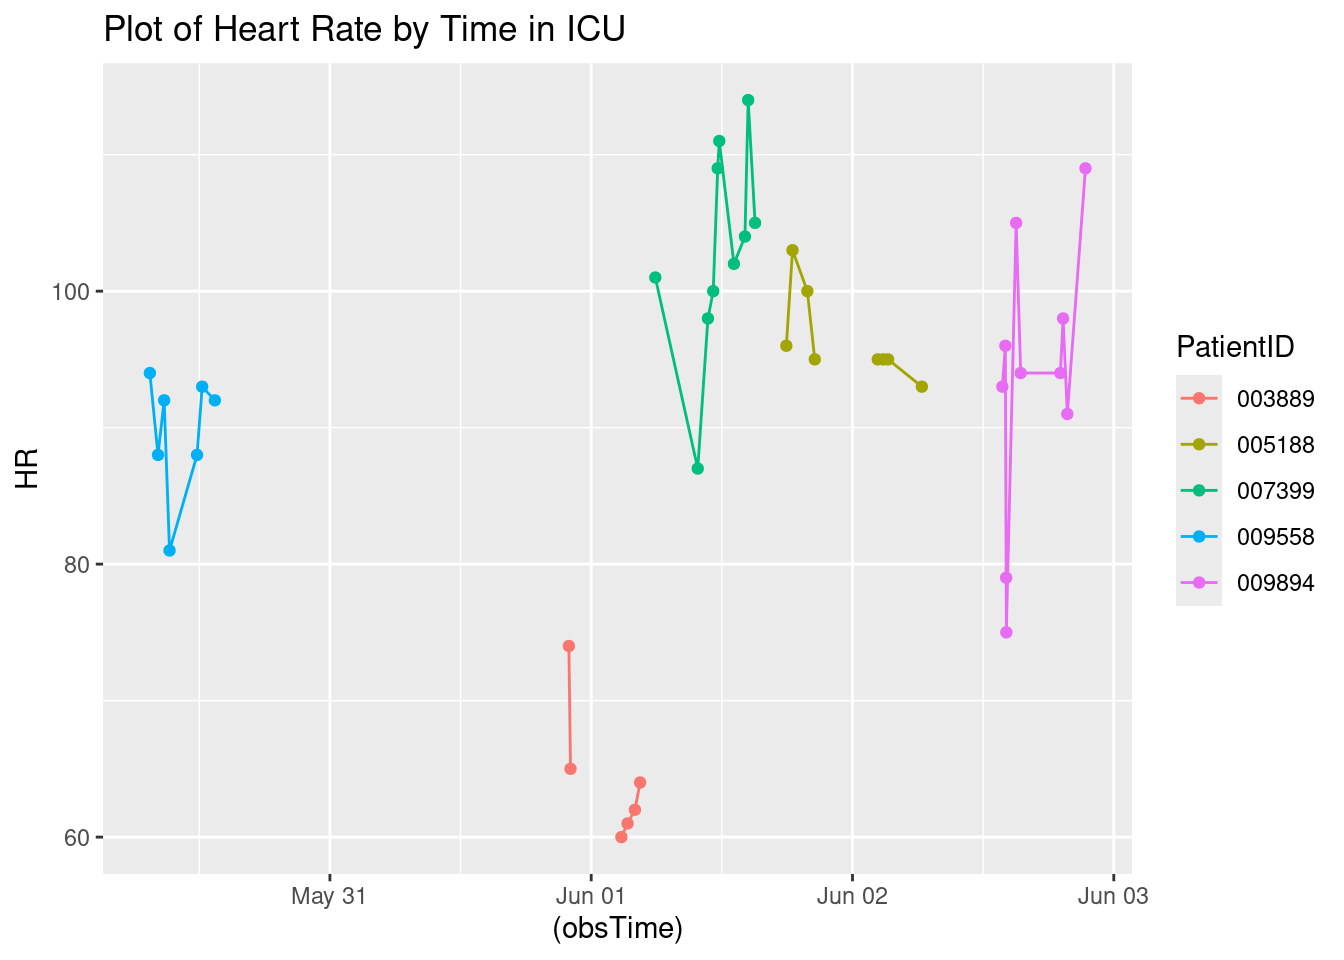 Plot of Heart Rate by Time in ICU
HR
100
80
60
May 31
Jun 01
Jun 02
Jun 03
(obsTime)
PatientID
003889
005188
007399
009558
009894